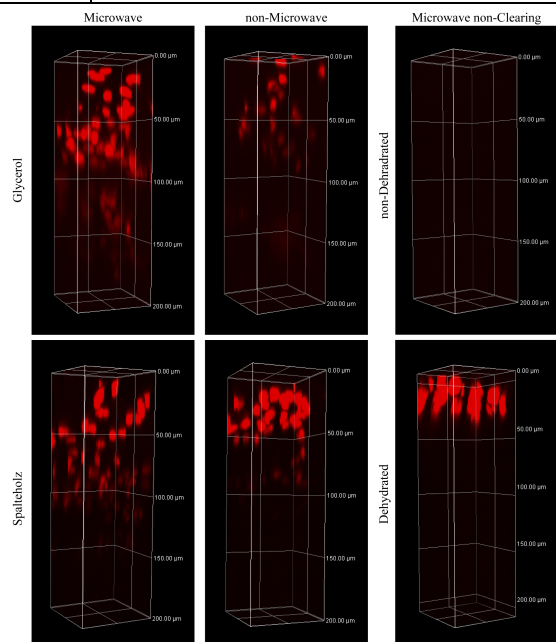 Microwave non-Microwave Microwave non-Clearing
Glycerol
0.00 µm
50.00 µm
100.00 µm
150.00 µm
200.00 µm
0.00 µm
50.00 µm
100.00 µm
150.00 µm
200.00 µm
non-Dehradrated
0.00 µm
50.00 µm
100.00 µm
150.00 µm
200.00 µm
Spalteholz
0.00 µm
50.00 µm
100.00 µm
150.00 µm
200.00 µm
0.00 µm
50.00 µm
100.00 µm
150.00 µm
200.00 µm
Dehydrated
0.00 µm
50.00 µm
100.00 µm
150.00 µm
200.00 µm